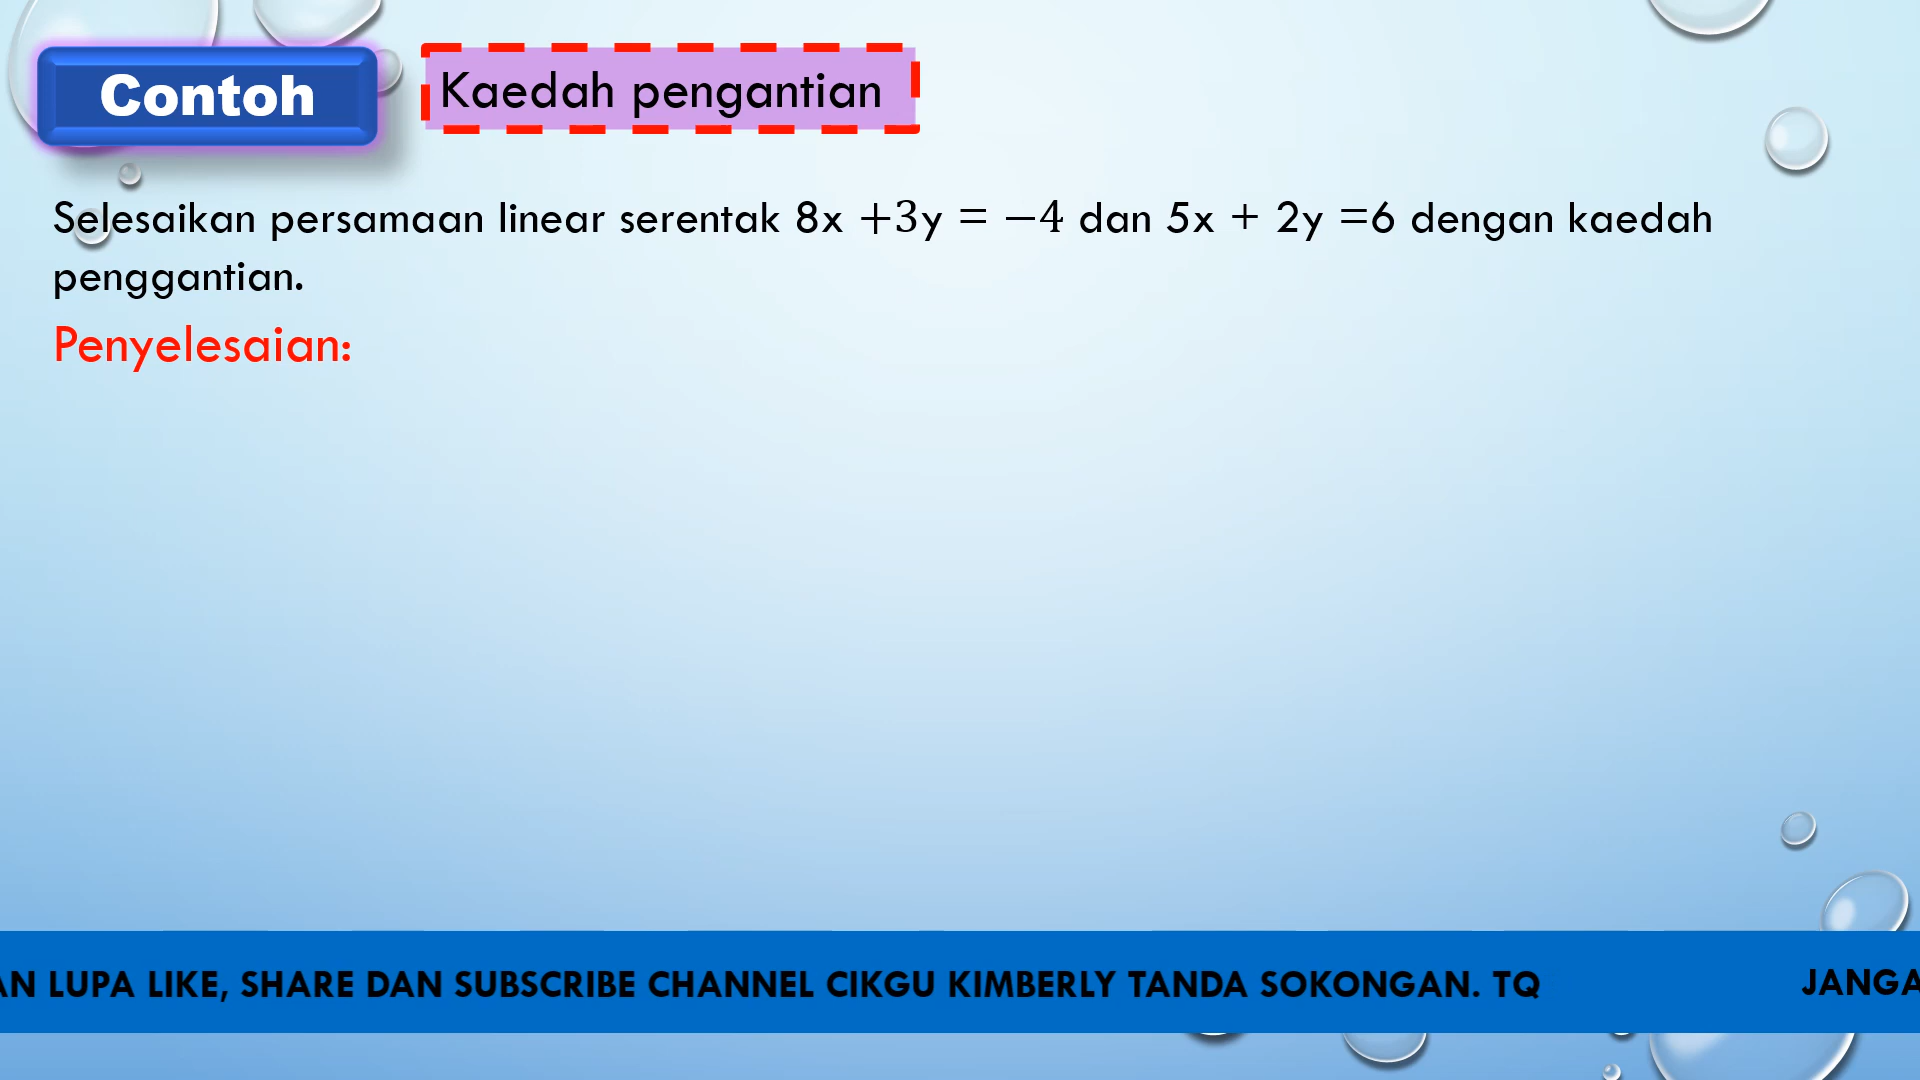 Contoh
Kaedah pengantian
Selesaikan persamaan linear serentak 8x +3y = −4 dan 5x + 2y =6 dengan kaedah
penggantian.
Penyelesaian:
AN LUPA LIKE, SHARE DAN SUBSCRIBE CHANNEL CIKGU KIMBERLY TANDA SOKONGAN. TQ JANGA